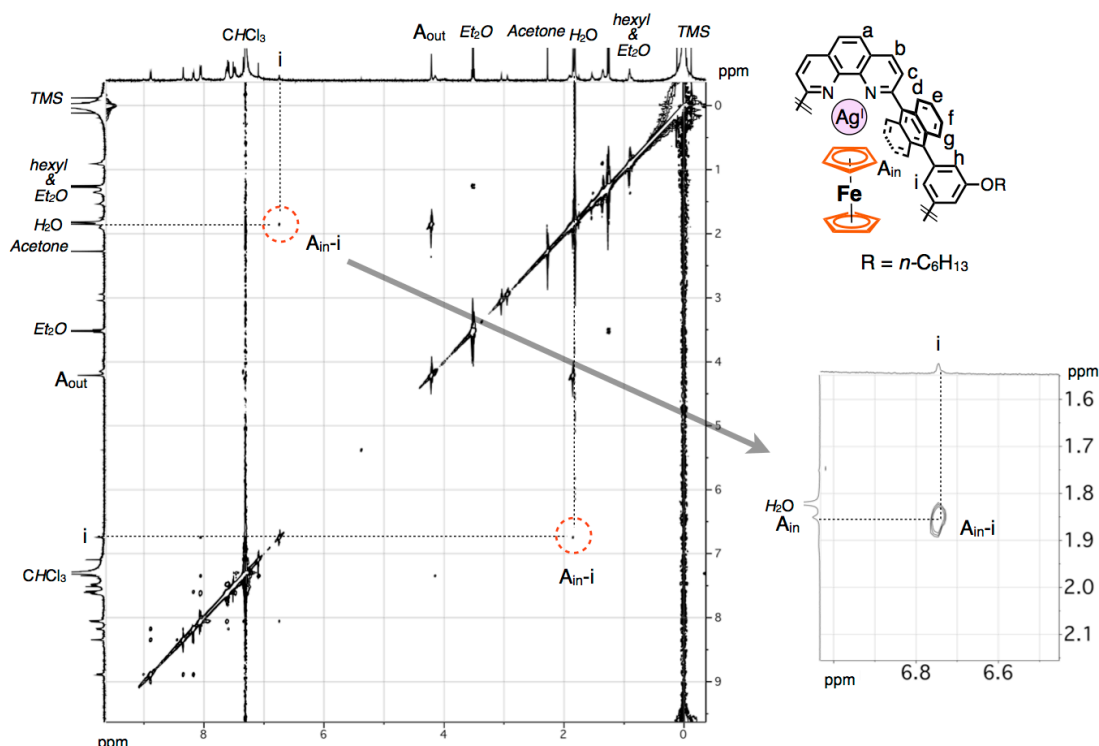 CHCl3 i Aout Et2O Acetone H2O hexyl & Et2O TMS
ppm
TMS
hexyl
&
Et2O
H2O
Acetone
Et2O
Aout
i
CHCl3
Ain-i
Ain-i
0
1
2
3
4
5
6
7
8
9
8 6 4 2 0
ppm
a
b
c
d
e
f
g
h
i
N N
AgI
Ain
Fe
OR
R = n-C6H13
i
ppm
1.6
1.7
1.8
1.9
2.0
2.1
H2O
Ain
Ain-i
ppm 6.8 6.6